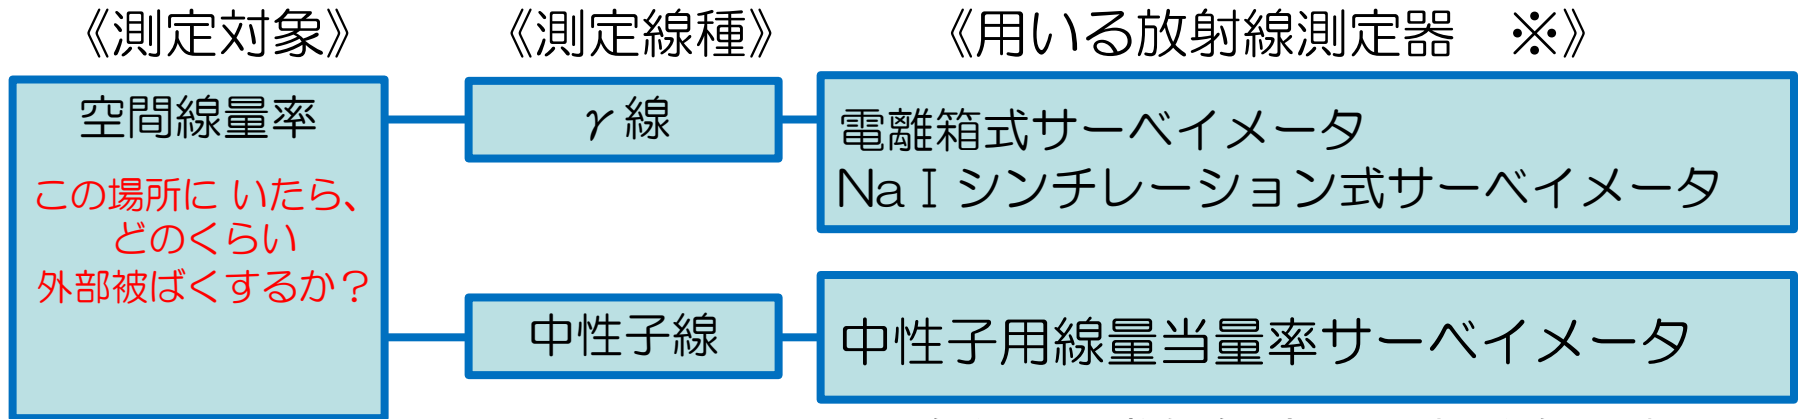 《測定対象》 《測定線種》 《用いる放射線測定器　※》
空間線量率
この場所に いたら、
どのくらい
外部被ばくするか？
γ線
電離箱式サーベイメータ
NaＩシンチレーション式サーベイメータ
中性子線
中性子用線量当量率サーベイメータ